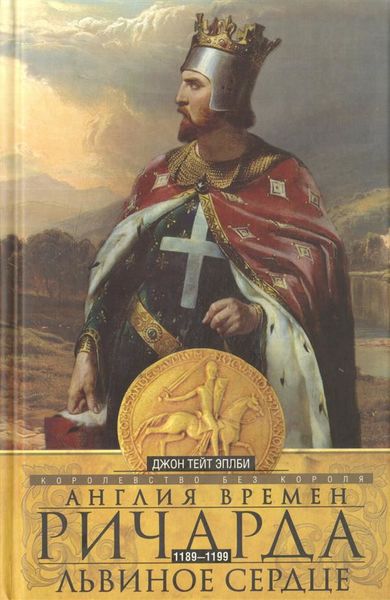 ДЖОН ТЕЙТ ЭПЛБИ
КОРОЛЕВСТВО БЕЗ КОРОЛЯ
АНГЛИЯ ВРЕМЕН
РИЧАРДА
1189—1199
ЛЬВИНОЕ СЕРДЦЕ